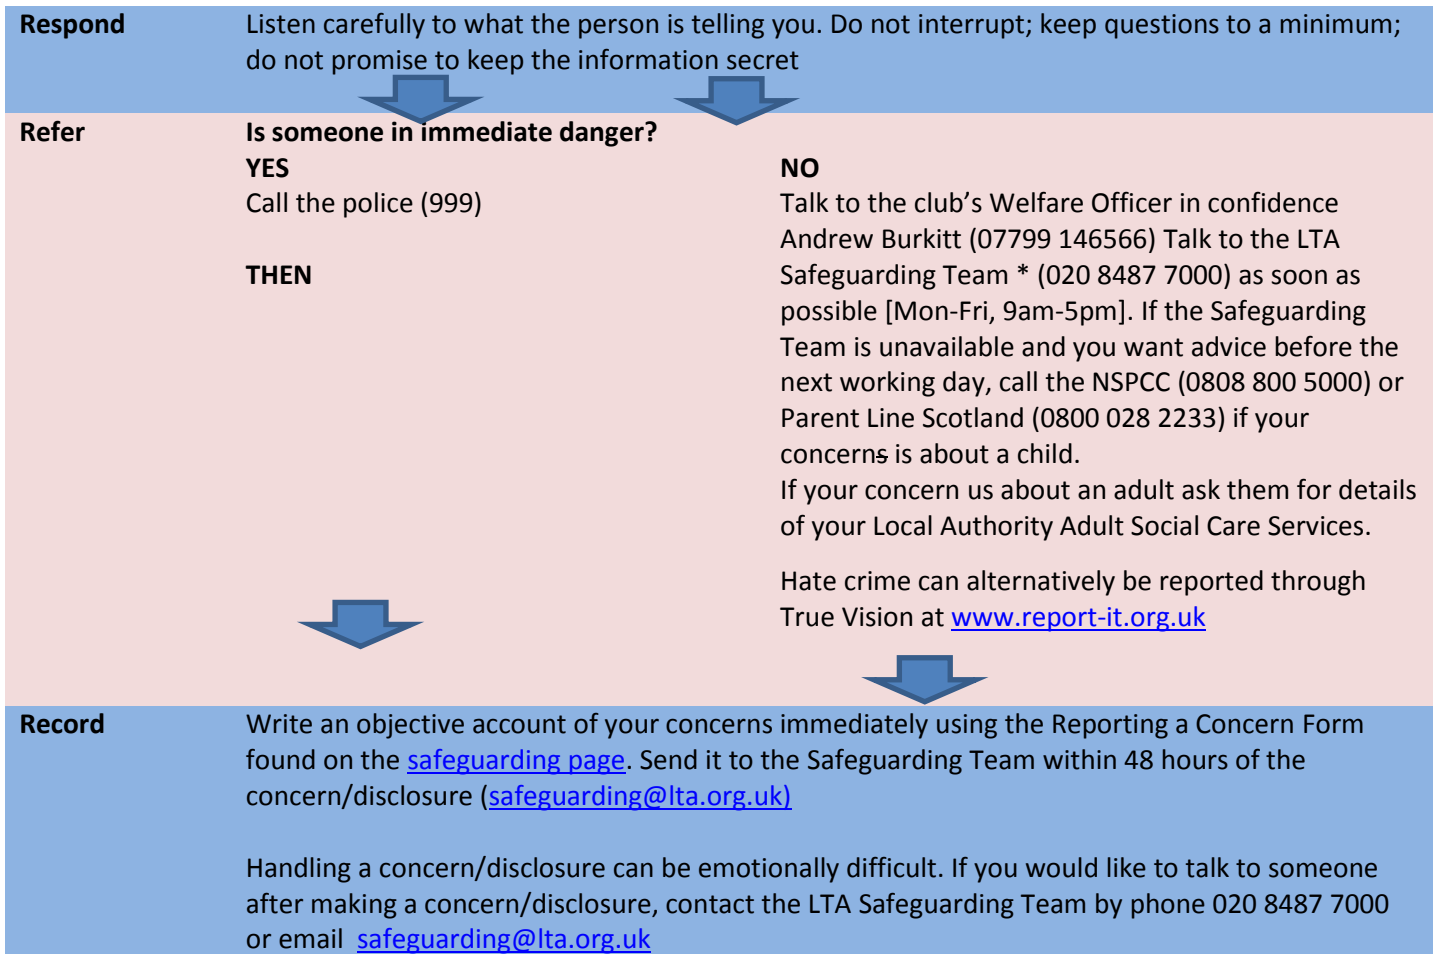 Respond
Listen carefully to what the person is telling you. Do not interrupt; keep questions to a minimum;
do not promise to keep the information secret
Refer
Is someone in immediate danger?
YES
Call the police (999)
THEN
NO
Talk to the club’s Welfare Officer in confidence
Andrew Burkitt (07799 146566) Talk to the LTA
Safeguarding Team * (020 8487 7000) as soon as
possible [Mon-Fri, 9am-5pm]. If the Safeguarding
Team is unavailable and you want advice before the
next working day, call the NSPCC (0808 800 5000) or
Parent Line Scotland (0800 028 2233) if your
concerns is about a child.
If your concern us about an adult ask them for details
of your Local Authority Adult Social Care Services.
Hate crime can alternatively be reported through
True Vision at www.report-it.org.uk
Record
Write an objective account of your concerns immediately using the Reporting a Concern Form
found on the safeguarding page. Send it to the Safeguarding Team within 48 hours of the
concern/disclosure (safeguarding@lta.org.uk)
Handling a concern/disclosure can be emotionally difficult. If you would like to talk to someone
after making a concern/disclosure, contact the LTA Safeguarding Team by phone 020 8487 7000
or email safeguarding@lta.org.uk